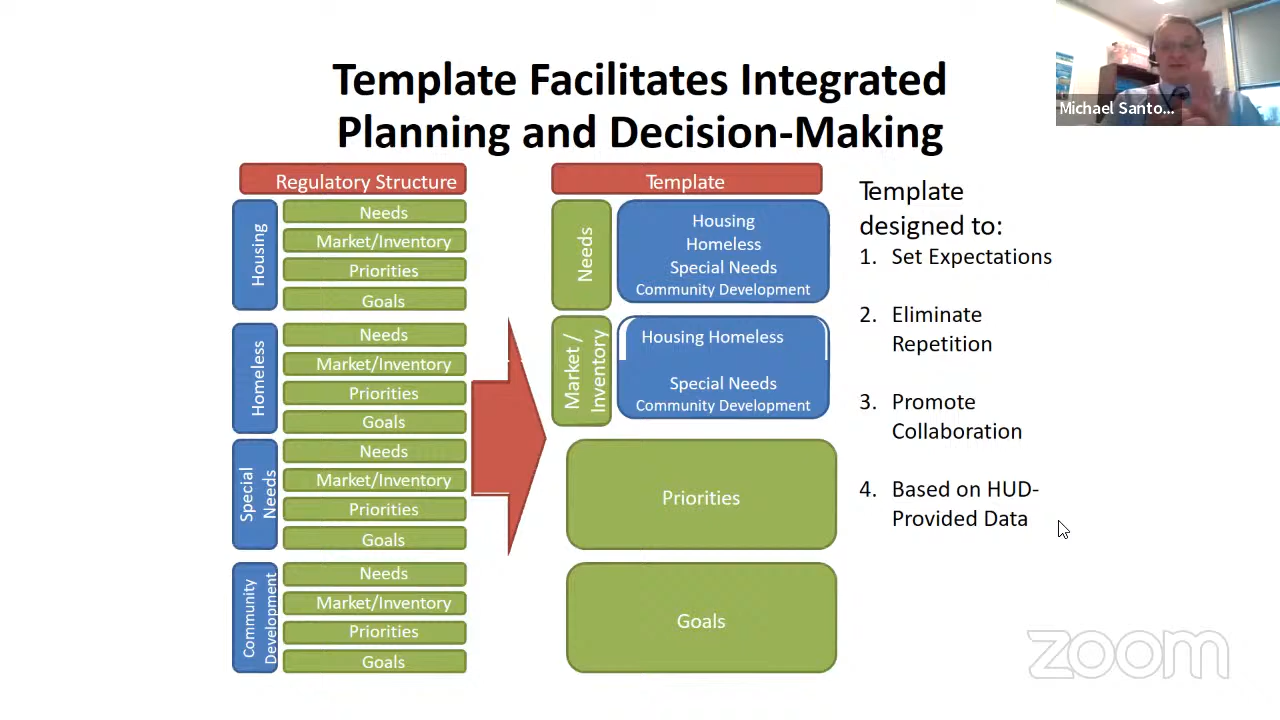 Template Facilitates Integrated
Planning and Decision-Making
Michael Santo...
Regulatory Structure
Housing
Needs
Market/Inventory
Priorities
Goals
Homeless
Needs
Market/Inventory
Priorities
Goals
Special
Needs
Needs
Market/Inventory
Priorities
Goals
Community
Development
Needs
Market/Inventory
Priorities
Goals
Template
Needs
Housing
Homeless
Special Needs
Community Development
Market /
Inventory
Housing Homeless
Special Needs
Community Development
Priorities
Goals
Template
designed to:
1. Set Expectations
2. Eliminate
Repetition
3. Promote
Collaboration
4. Based on HUD-
Provided Data
zoom